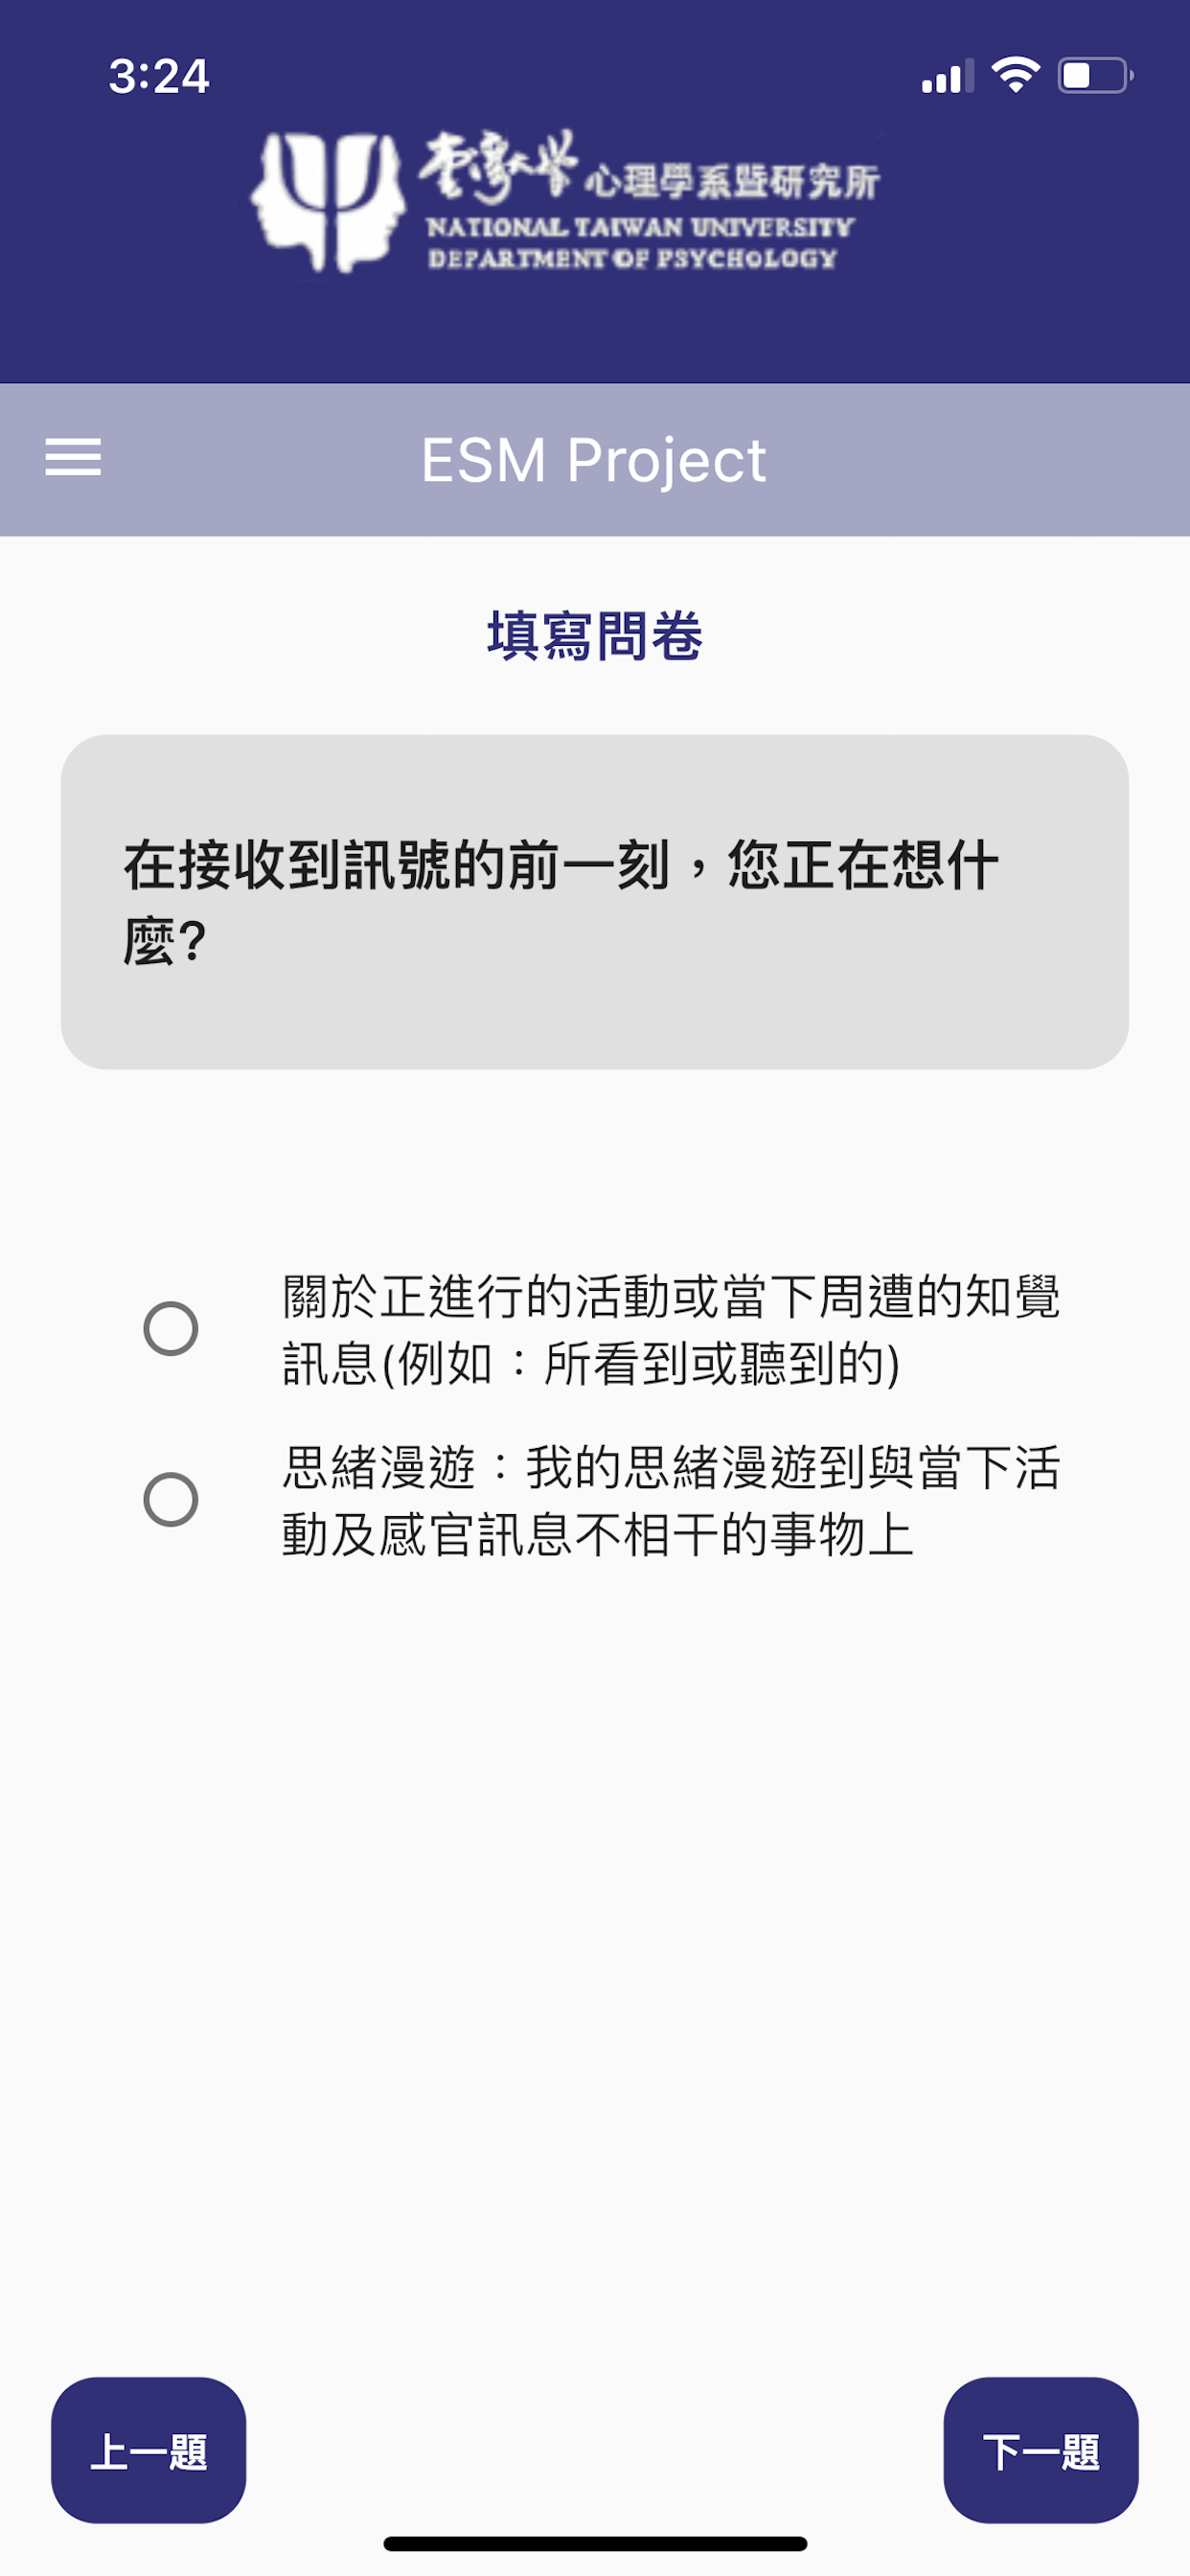 3:24
臺灣大學 心理學系暨研究所
NATIONAL TAIWAN UNIVERSITY
DEPARTMENT OF PSYCHOLOGY
ESM Project
填寫問卷
在接收到訊號的前一刻，您正在想什
麼?
關於正進行的活動或當下周遭的知覺
訊息(例如：所看到或聽到的)
思緒漫遊：我的思緒漫遊到與當下活
動及感官訊息不相干的事物上
上一題
下一題